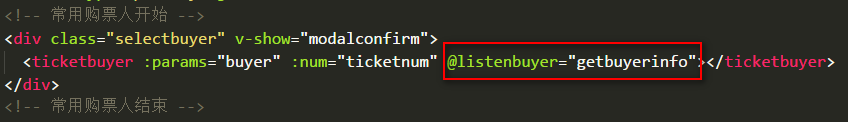 <!-- 常用购票人开始 -->
<div class="selectbuyer" v-show="modalconfirm">
<ticketbuyer :params="buyer" :num="ticketnum" @listenbuyer="getbuyerinfo"></ticketbuyer>
</div>
<!-- 常用购票人结束 -->